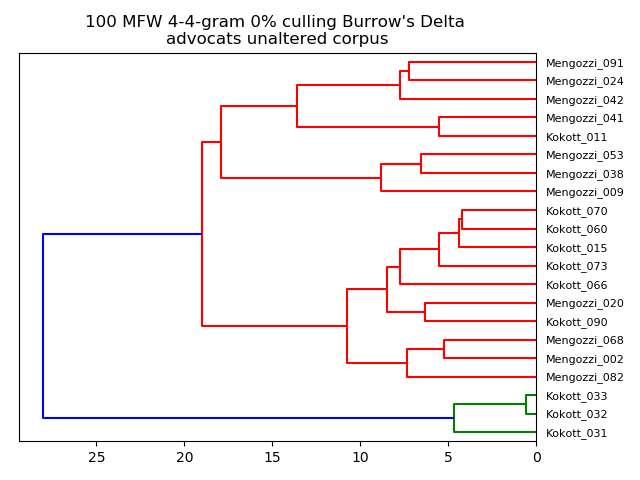 100 MFW 4-4-gram 0% culling Burrow's Delta
advocats unaltered corpus
Mengozzi_091
Mengozzi_024
Mengozzi_042
Mengozzi_041
Kokott_011
Mengozzi_053
Mengozzi_038
Mengozzi_009
Kokott_070
Kokott_060
Kokott_015
Kokott_073
Kokott_066
Mengozzi_020
Kokott_090
Mengozzi_068
Mengozzi_002
Mengozzi_082
Kokott_033
Kokott_032
Kokott_031
25 20 15 10 5 0